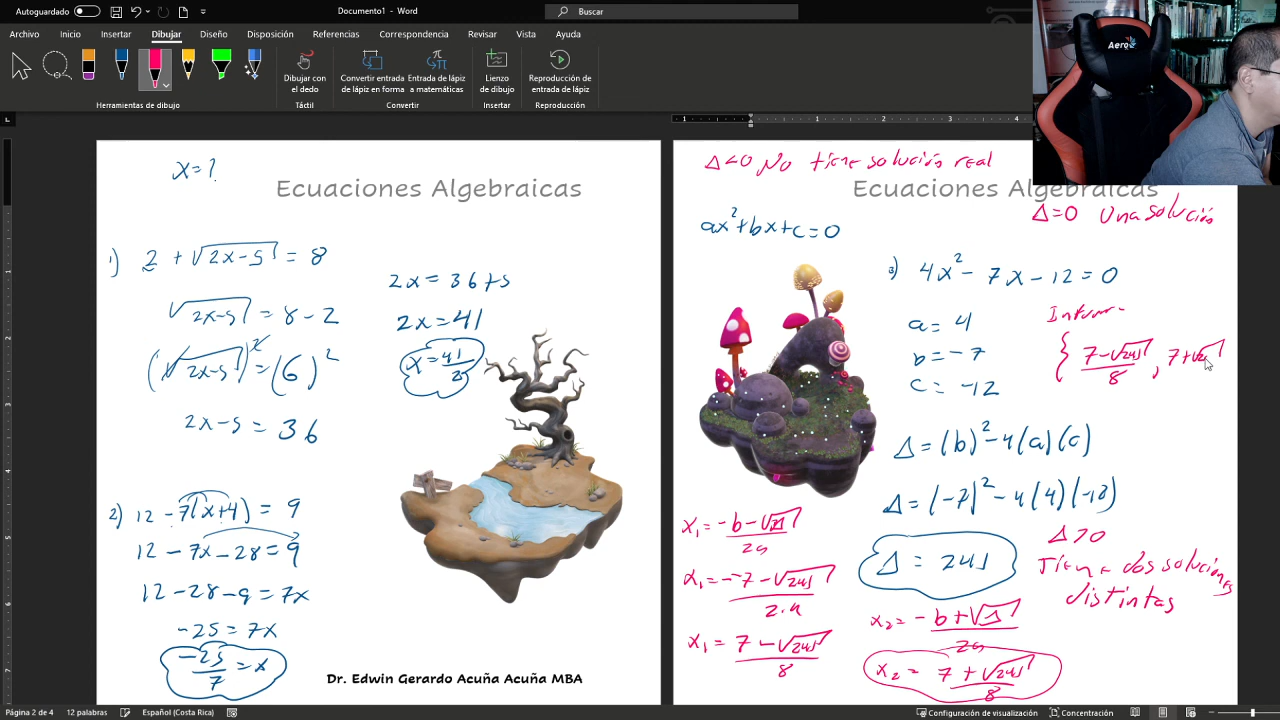 Autoguardado
Documento1 - Word
Buscar
Archivo Inicio Insertar Dibujar Diseño Disposición Referencias Correspondencia Revisar Vista Ayuda
Dibujar con el dedo
Convertir entrada de lápiz en forma
Entrada de lápiz a matemáticas
Lienzo de dibujo
Reproducción de entrada de lápiz
Herramientas de dibujo Táctil Convertir Insertar Reproducción
x=?
Ecuaciones Algebraicas
1) 2 + √2x-5 = 8
√2x-5 = 8 - 2
(√2x-5)² = (6)²
2x-5 = 36
2x = 36+5
2x = 41
x = 41/2
2) 12 - 7(x+4) = 9
12 - 7x - 28 = 9
12 - 28 - 9 = 7x
-25 = 7x
-25/7 = x
Dr. Edwin Gerardo Acuña Acuña MBA
Δ<0, No tiene solución real
Ecuaciones Algebraicas
Δ=0 Una solución
ax²+bx+c=0
3) 4x² - 7x - 12 = 0
a = 4
b = -7
c = -12
{ 7-√241/8 , 7+√2
Δ = (b)² - 4(a)(c)
Δ = (-7)² - 4(4)(-12)
Δ = 241
Δ>0
Tiene dos soluciones
distintas
x₁ = -b-√Δ/2a
x₁ = --7-√241/2·4
x₁ = 7-√241/8
x₂ = -b+√Δ/2a
x₂ = 7+√241/8
Aero
Página 2 de 4 12 palabras Español (Costa Rica) Configuración de visualización Concentración